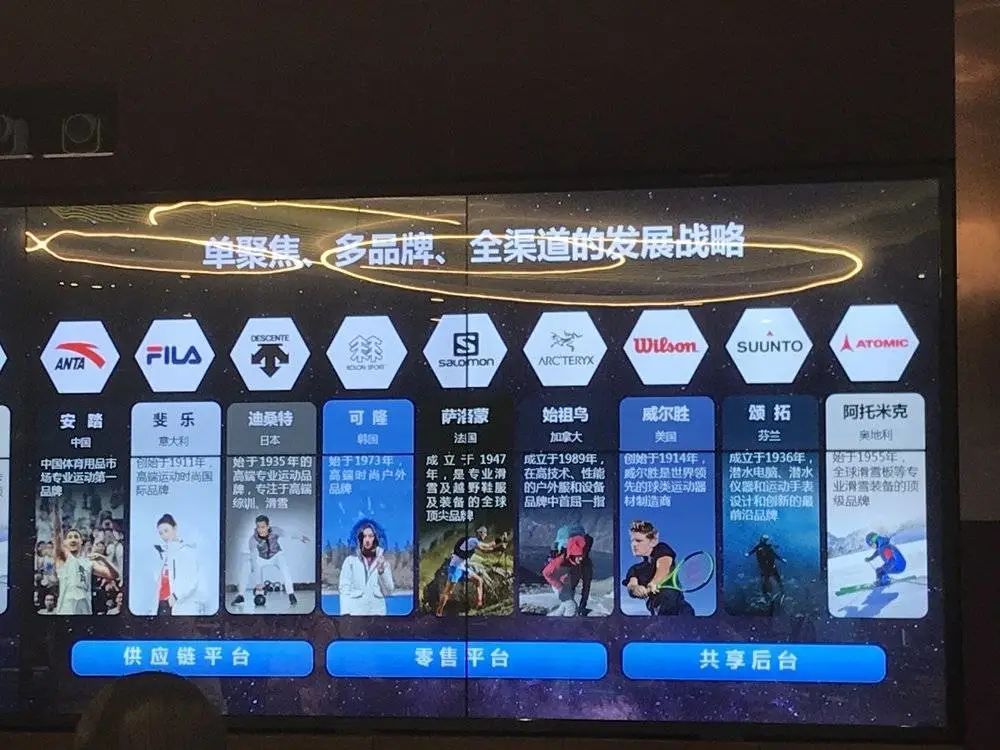 单聚焦、多品牌、全渠道的发展战略
ANTA
FILA
DESCENTE
KOLON SPORT
salomon
ARC'TERYX
Wilson
SUUNTO
ATOMIC
安踏
中国
中国体育用品市
场专业运动第一
品牌
斐乐
意大利
创始于1911年，
高端运动时尚国
际品牌
迪桑特
日本
始于1935年的
高端专业运动品
牌，专注于高端
综训、滑雪
可隆
韩国
始于1973年，
高端时尚户外
品牌
萨洛蒙
法国
成立于1947
年，是专业滑
雪及越野鞋服
及装备的全球
顶尖品牌
始祖鸟
加拿大
成立于1989年，
在高技术、性能
的户外服和设备
品牌中首屈一指
威尔胜
美国
创始于1914年，
威尔胜是世界领
先的球类运动器
材制造商
颂拓
芬兰
成立于1936年，
潜水电脑、潜水
仪器和运动手表
设计和创新的最
前沿品牌
阿托米克
奥地利
始于1955年，
全球滑雪板等专
业滑雪装备的顶
级品牌
供应链平台
零售平台
共享后台